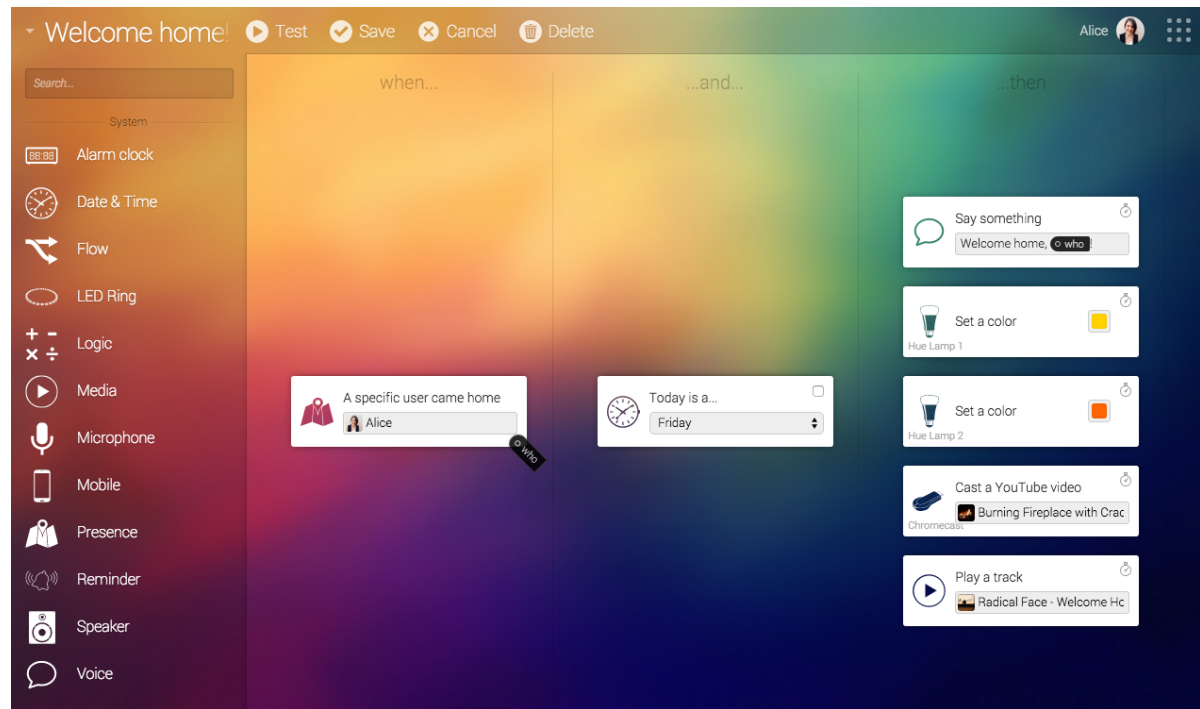 Welcome home!
Test
Save
Cancel
Delete
Alice
Search...
when...
...and...
...then
System
88:88
Alarm clock
Date & Time
Flow
LED Ring
Logic
Media
Microphone
Mobile
Presence
Reminder
Speaker
Voice
A specific user came home
Alice
who
Today is a...
Friday
Say something
Welcome home, who !
Set a color
Hue Lamp 1
Set a color
Hue Lamp 2
Cast a YouTube video
Burning Fireplace with Crac
Chromecast
Play a track
Radical Face - Welcome Ho